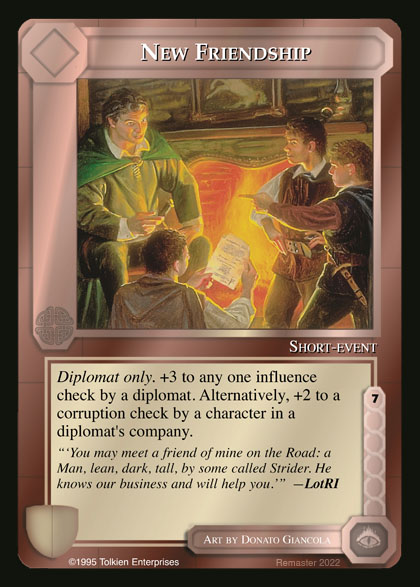 New Friendship
Short-event
Diplomat only. +3 to any one influence
check by a diplomat. Alternatively, +2 to a
corruption check by a character in a
diplomat's company.
7
“‘You may meet a friend of mine on the Road: a
Man, lean, dark, tall, by some called Strider. He
knows our business and will help you.’” –LotRI
Art by Donato Giancola
©1995 Tolkien Enterprises
Remaster 2022